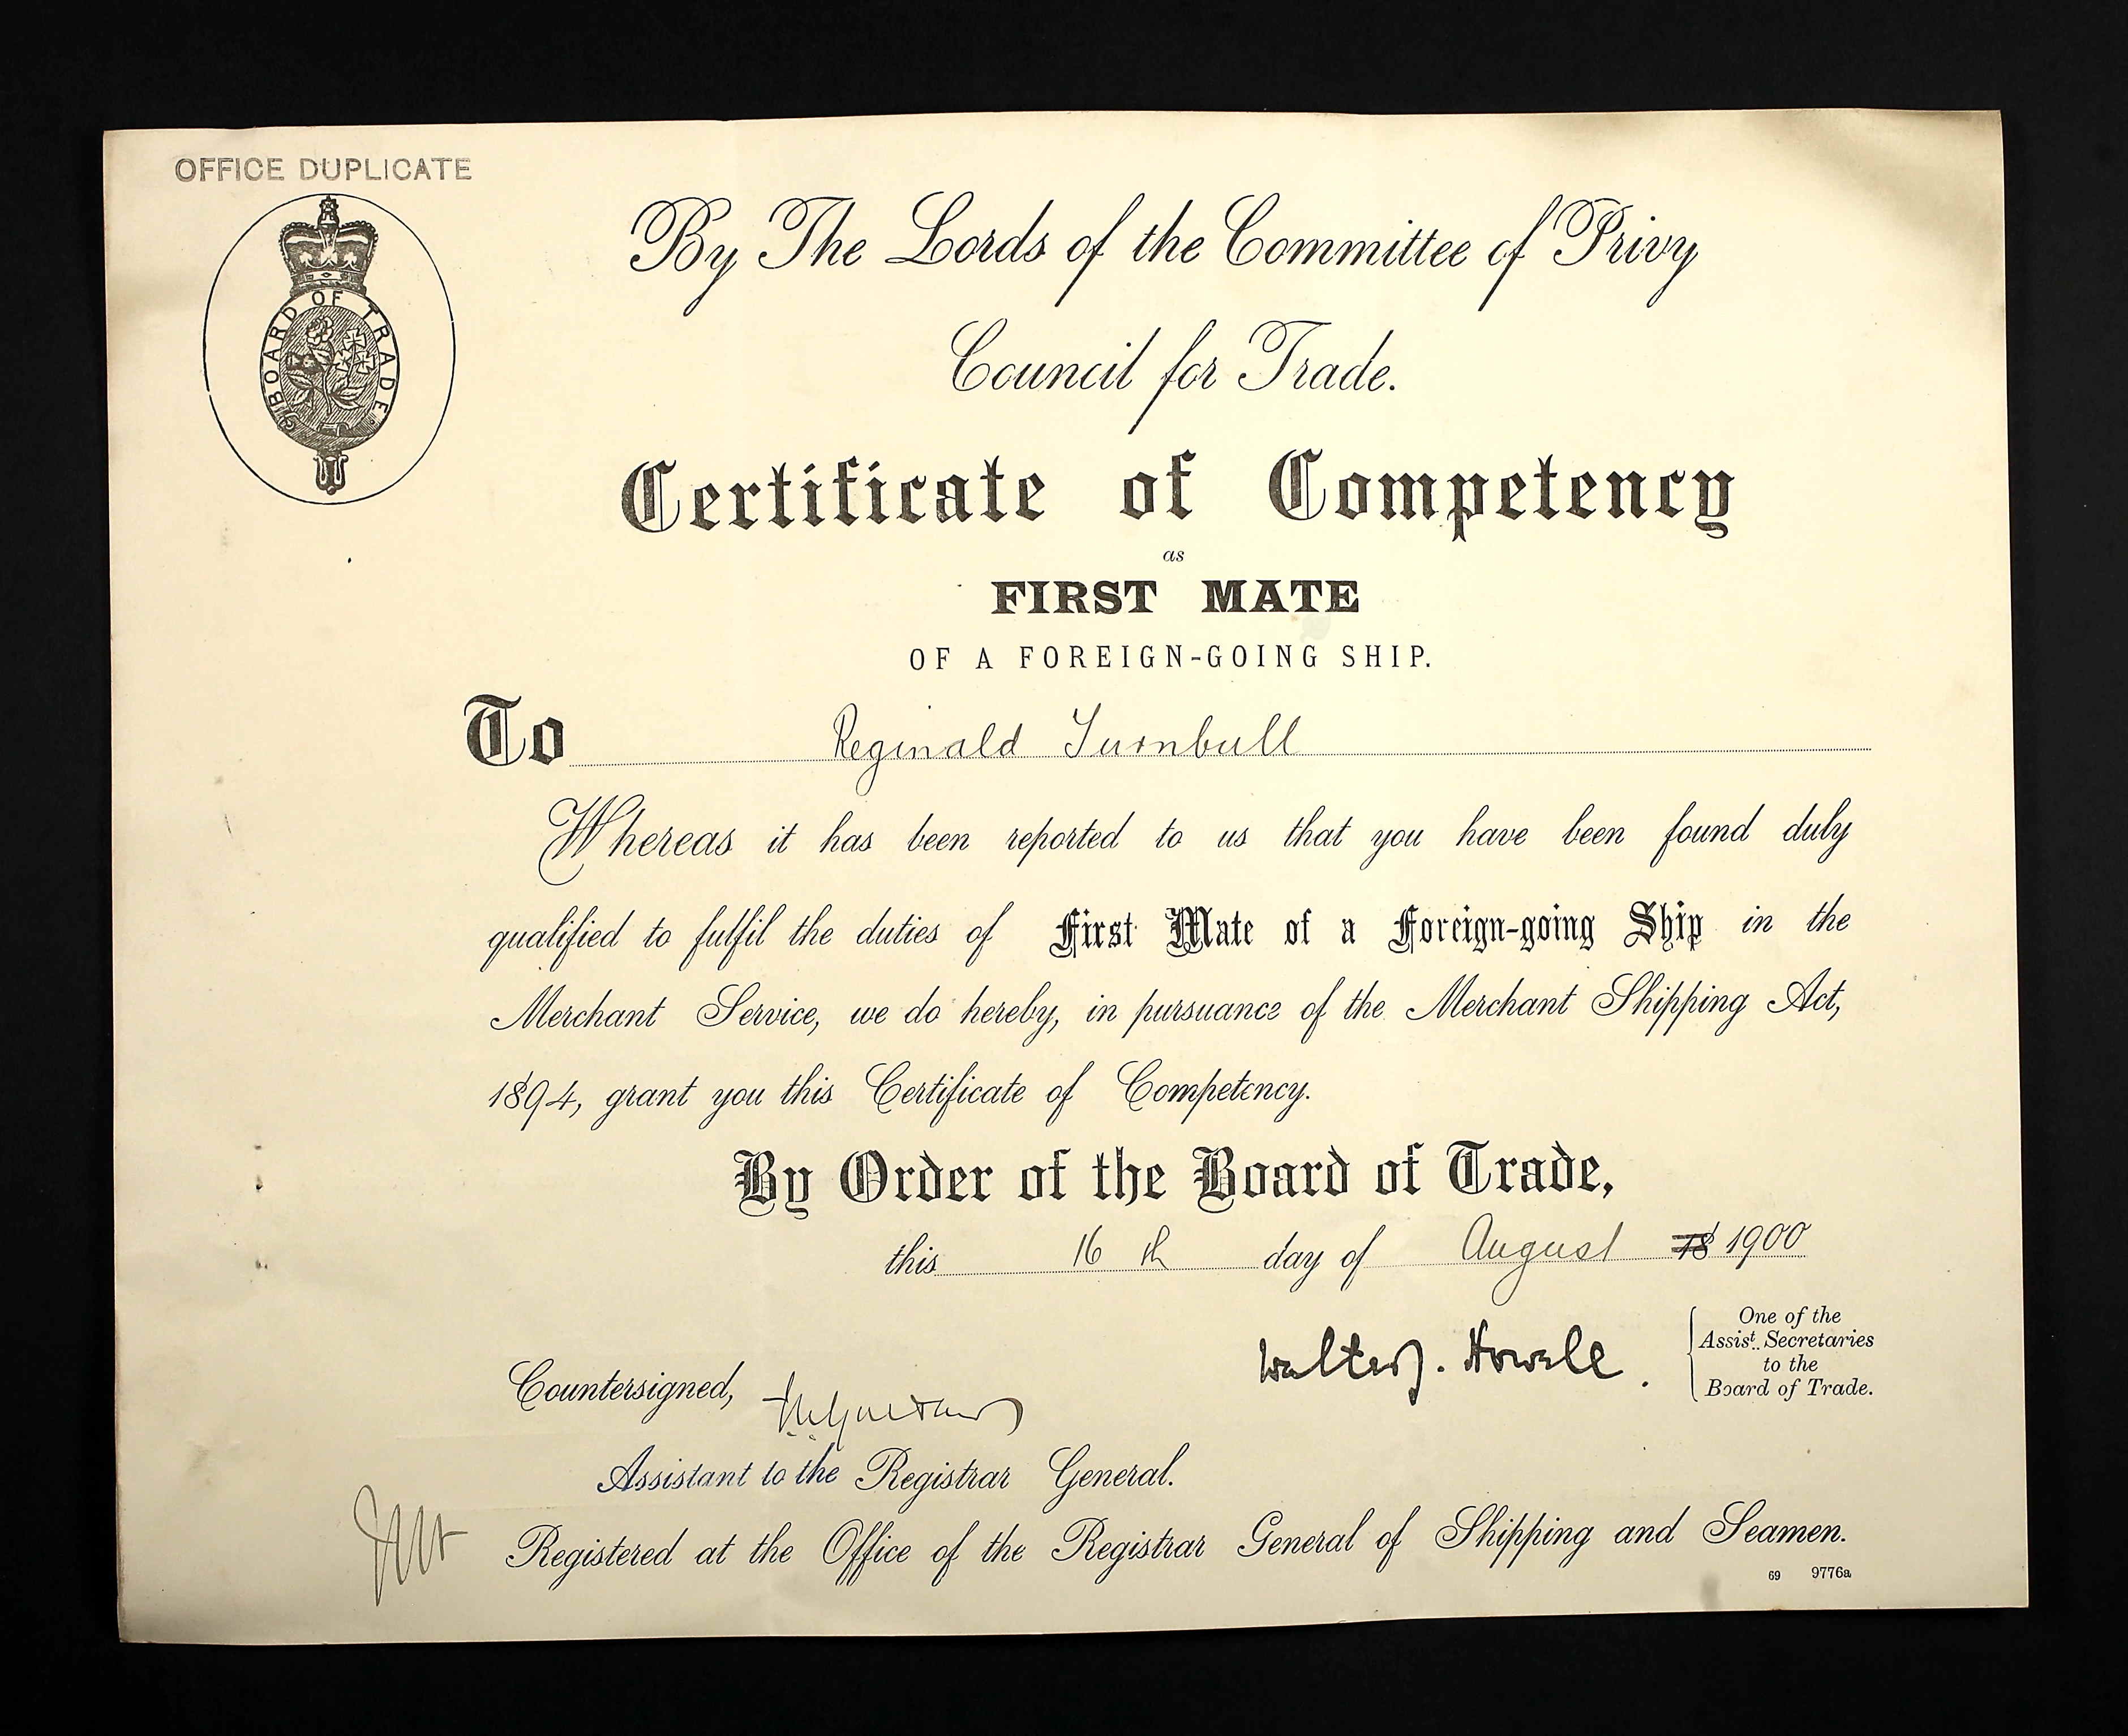 OFFICE DUPLICATE
BOARD OF TRADE
By The Lords of the Committee of Privy
Council for Trade.
Certificate of Competency
as
FIRST MATE
OF A FOREIGN-GOING SHIP.
To Reginald Turnbull
Whereas it has been reported to us that you have been found duly
qualified to fulfil the duties of First Mate of a Foreign-going Ship in the
Merchant Service, we do hereby, in pursuance of the Merchant Shipping Act,
1894, grant you this Certificate of Competency.
By Order of the Board of Trade,
this 16 th day of August 18 1900
Walter J. Howell.
One of the
Assist. Secretaries
to the
Board of Trade.
Countersigned,
Assistant to the Registrar General.
Registered at the Office of the Registrar General of Shipping and Seamen.
69 9776a